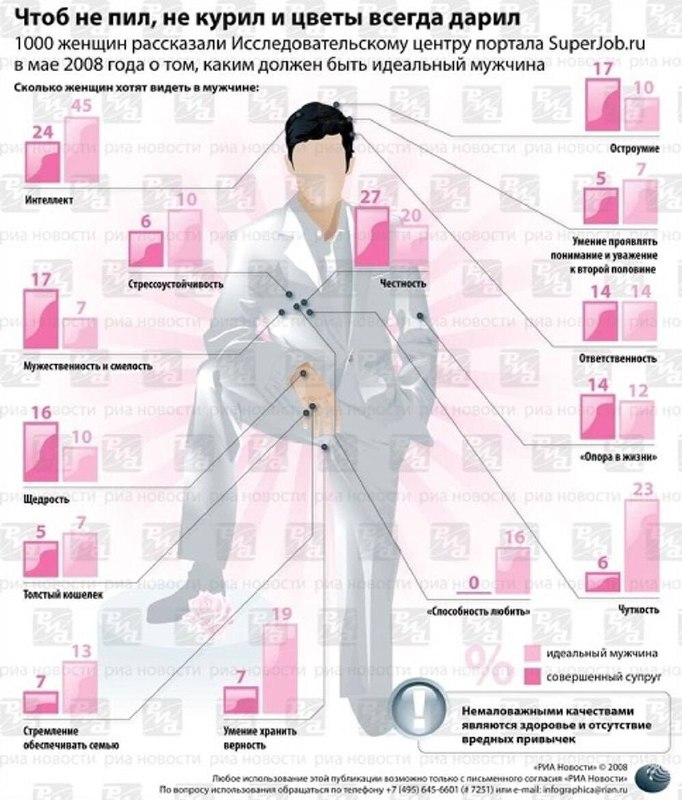 Чтоб не пил, не курил и цветы всегда дарил
1000 женщин рассказали Исследовательскому центру портала SuperJob.ru
в мае 2008 года о том, каким должен быть идеальный мужчина
Сколько женщин хотят видеть в мужчине:
24 45
Интеллект
17 10
Остроумие
6 10
Стрессоустойчивость
27 20
Честность
5 7
Умение проявлять
понимание и уважение
к второй половине
17 7
Мужественность и смелость
14 14
Ответственность
16 10
Щедрость
14 12
«Опора в жизни»
5 7
Толстый кошелек
0 16
«Способность любить»
6 23
Чуткость
7 13
Стремление
обеспечивать семью
7 19
Умение хранить
верность
%
идеальный мужчина
совершенный супруг
!
Немаловажными качествами
являются здоровье и отсутствие
вредных привычек
«РИА Новости» © 2008
Любое использование этой публикации возможно только с письменного согласия «РИА Новости»
По вопросу использования обращаться по телефону +7 (495) 645-6601 (# 7251) или e-mail: infographica@rian.ru
риа новости